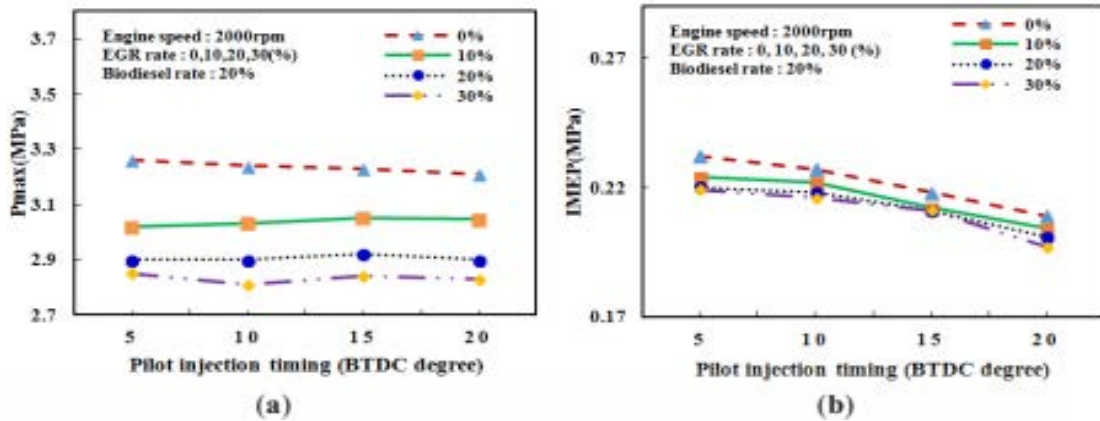 Engine speed : 2000rpm
EGR rate : 0,10,20,30(%)
Biodiesel rate : 20%
0%
10%
20%
30%
3.7
3.5
3.3
3.1
2.9
2.7
Pmax(MPa)
5
10
15
20
Pilot injection timing (BTDC degree)
(a)
Engine speed : 2000rpm
EGR rate : 0, 10, 20, 30 (%)
Biodiesel rate : 20%
0%
10%
20%
30%
0.27
0.22
0.17
IMEP(MPa)
5
10
15
20
Pilot injection timing (BTDC degree)
(b)